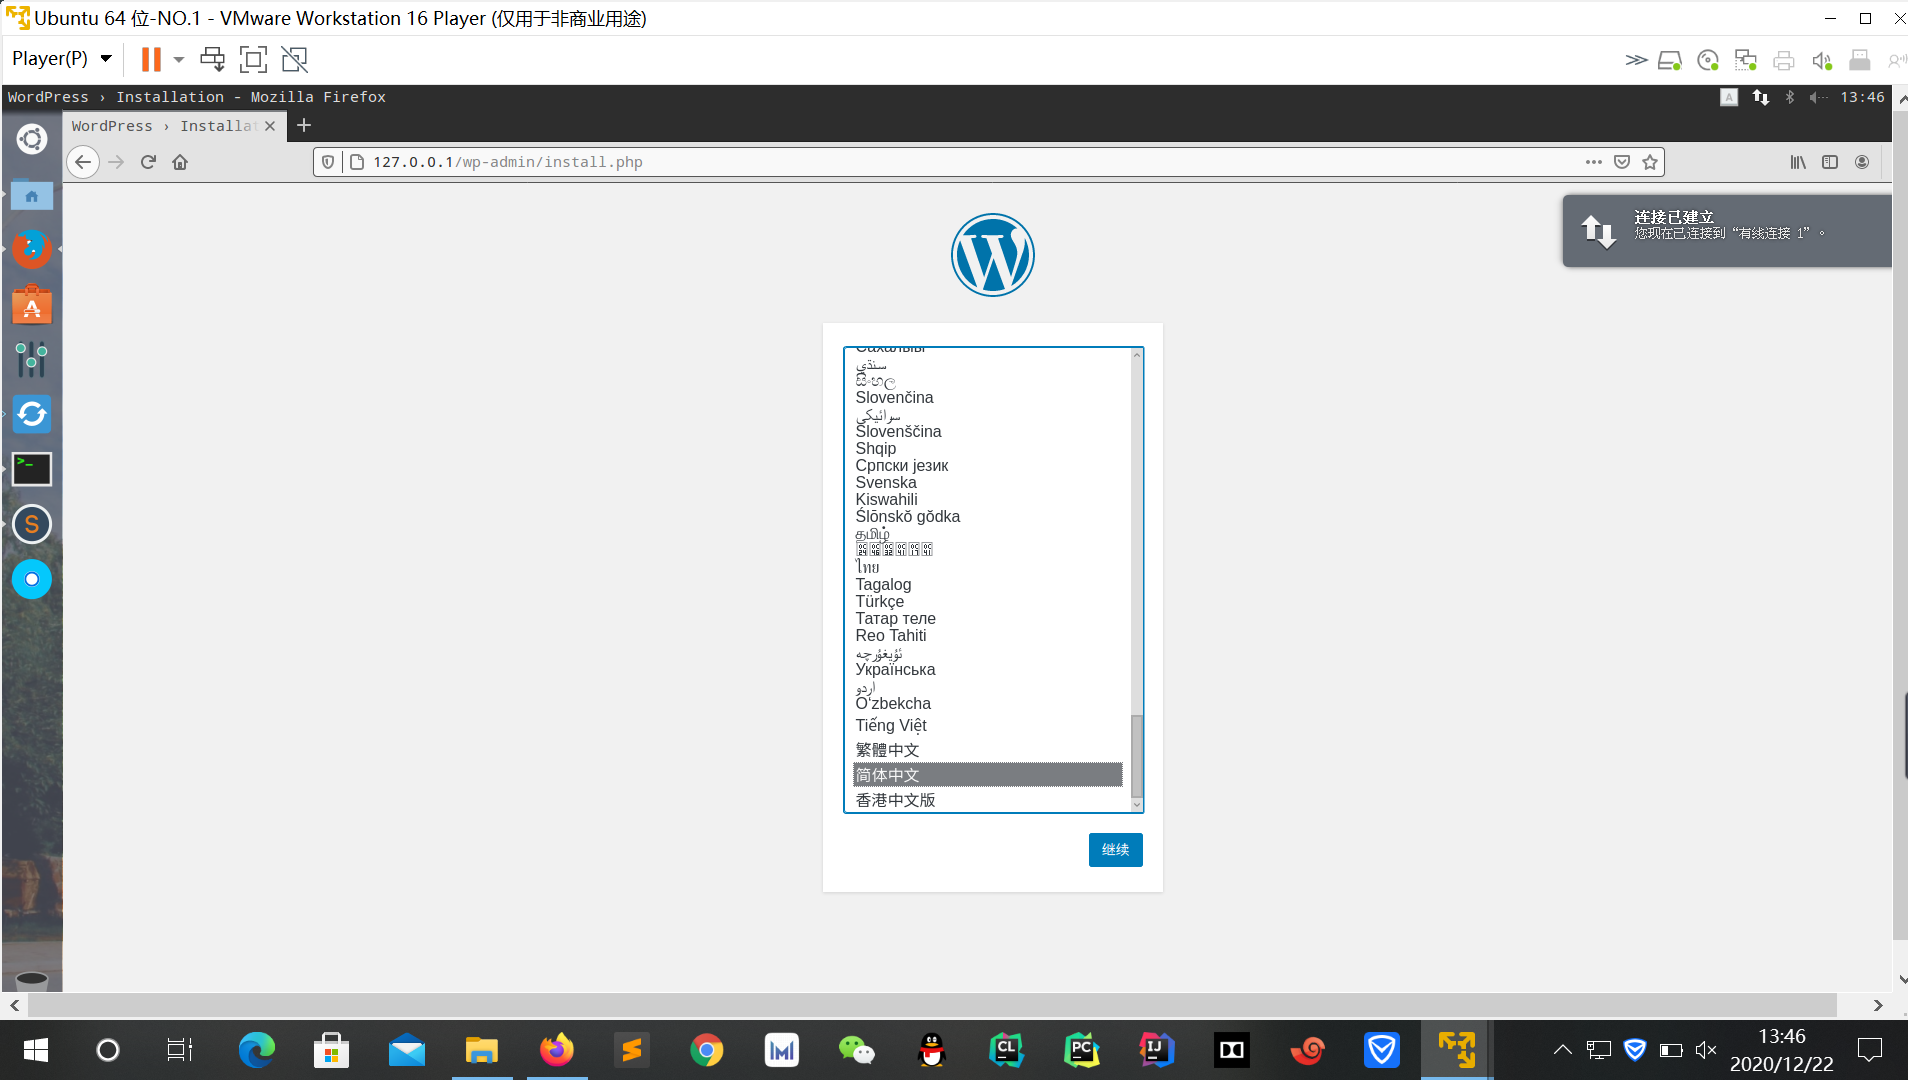 Ubuntu 64 位-NO.1 - VMware Workstation 16 Player (仅用于非商业用途)
Player(P)
WordPress › Installation - Mozilla Firefox
13:46
WordPress › Installat
127.0.0.1/wp-admin/install.php
连接已建立
您现在已连接到“有线连接 1”。
سنڌي
සිංහල
Slovenčina
سرائیکی
Slovenščina
Shqip
Српски језик
Svenska
Kiswahili
Ślōnskŏ gŏdka
தமிழ்
ไทย
Tagalog
Türkçe
Татар теле
Reo Tahiti
ئۇيغۇرچە
Українська
اردو
O‘zbekcha
Tiếng Việt
繁體中文
简体中文
香港中文版
继续
13:46
2020/12/22